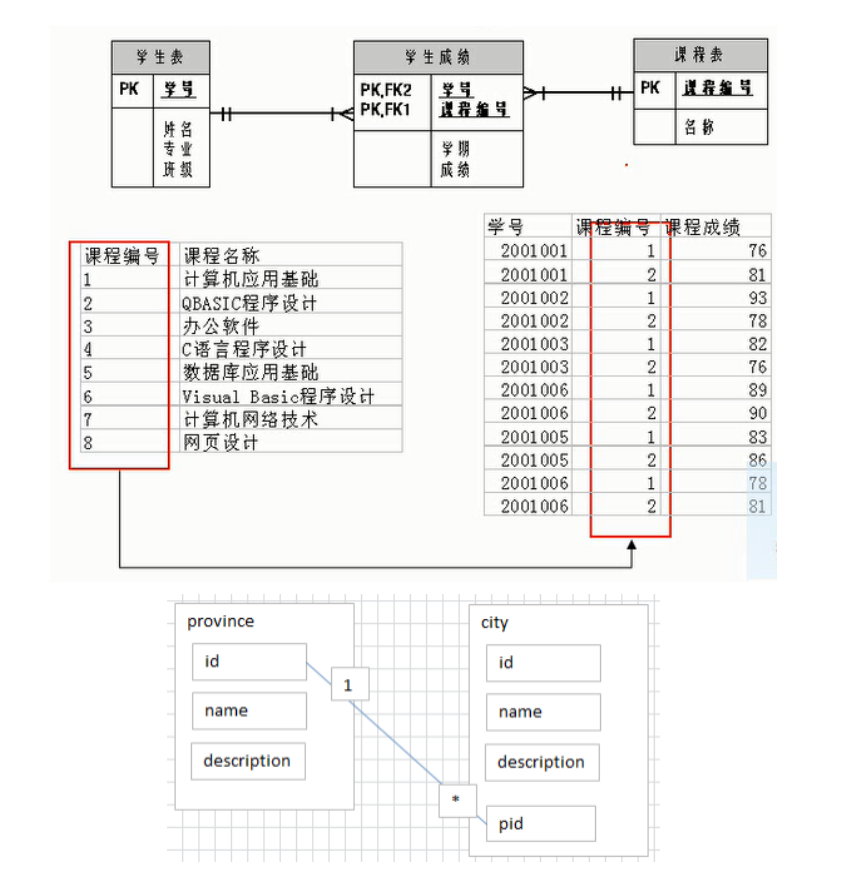 学生表
PK 学号
姓名
专业
班级
学生成绩
PK,FK2 学号
PK,FK1 课程编号
学期
成绩
课程表
PK 课程编号
名称
课程编号 课程名称
1 计算机应用基础
2 QBASIC程序设计
3 办公软件
4 C语言程序设计
5 数据库应用基础
6 Visual Basic程序设计
7 计算机网络技术
8 网页设计
学号 课程编号 课程成绩
2001001 1 76
2001001 2 81
2001002 1 93
2001002 2 78
2001003 1 82
2001003 2 76
2001006 1 89
2001006 2 90
2001005 1 83
2001005 2 86
2001006 1 78
2001006 2 81
province
id
name
description
1
*
city
id
name
description
pid